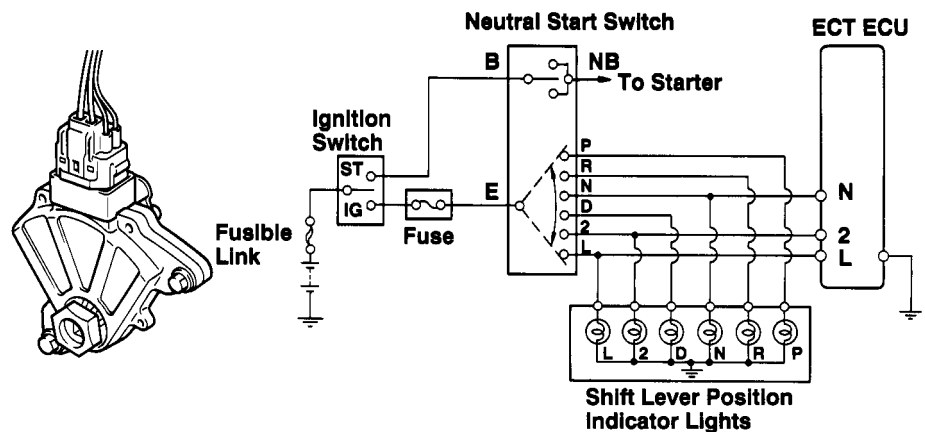 Neutral Start Switch
ECT ECU
B
NB
To Starter
Ignition
Switch
ST
IG
Fusible
Link
Fuse
E
P
R
N
D
2
L
N
2
L
L
2
D
N
R
P
Shift Lever Position
Indicator Lights